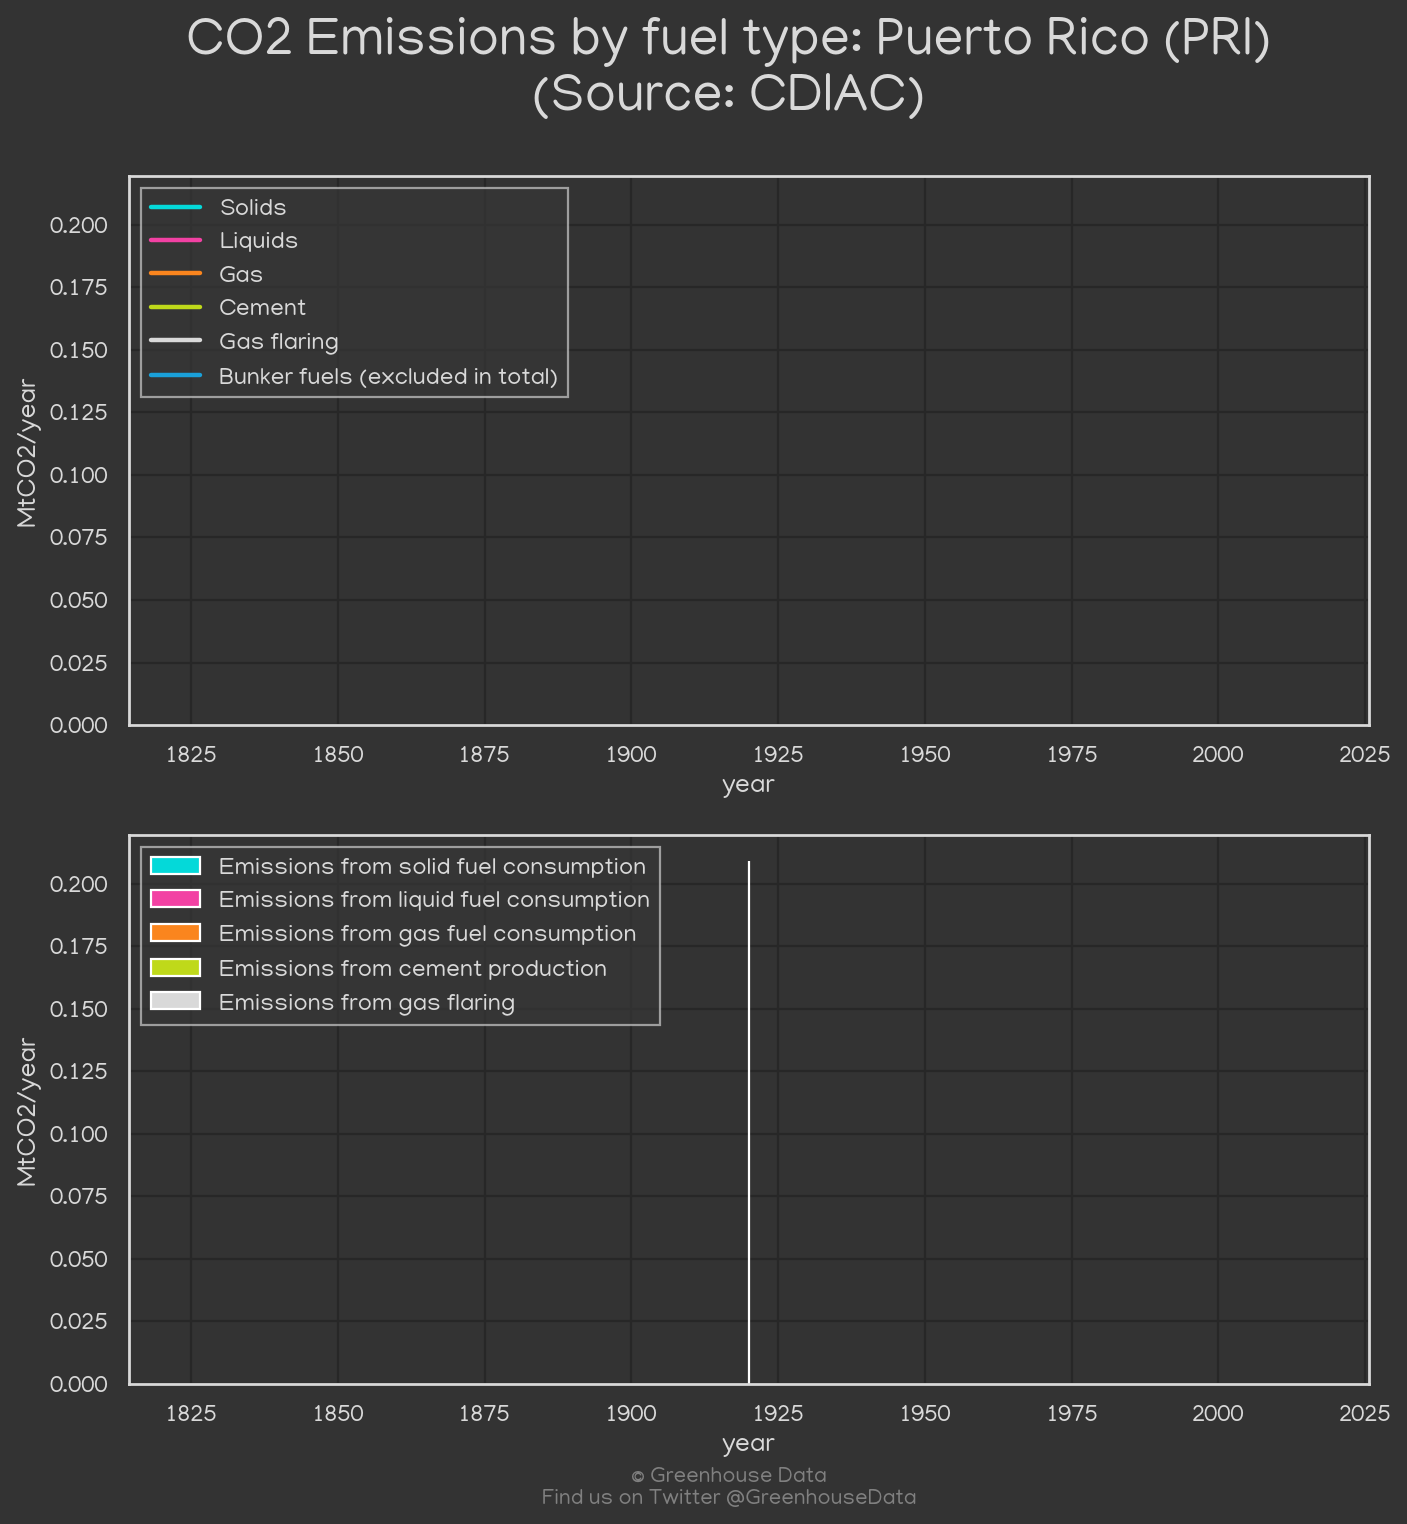 CO2 Emissions by fuel type: Puerto Rico (PRI)
(Source: CDIAC)
Solids
Liquids
Gas
Cement
Gas flaring
Bunker fuels (excluded in total)
0.200
0.175
0.150
0.125
0.100
0.075
0.050
0.025
0.000
MtCO2/year
1825 1850 1875 1900 1925 1950 1975 2000 2025
year
Emissions from solid fuel consumption
Emissions from liquid fuel consumption
Emissions from gas fuel consumption
Emissions from cement production
Emissions from gas flaring
0.200
0.175
0.150
0.125
0.100
0.075
0.050
0.025
0.000
MtCO2/year
1825 1850 1875 1900 1925 1950 1975 2000 2025
year
© Greenhouse Data
Find us on Twitter @GreenhouseData